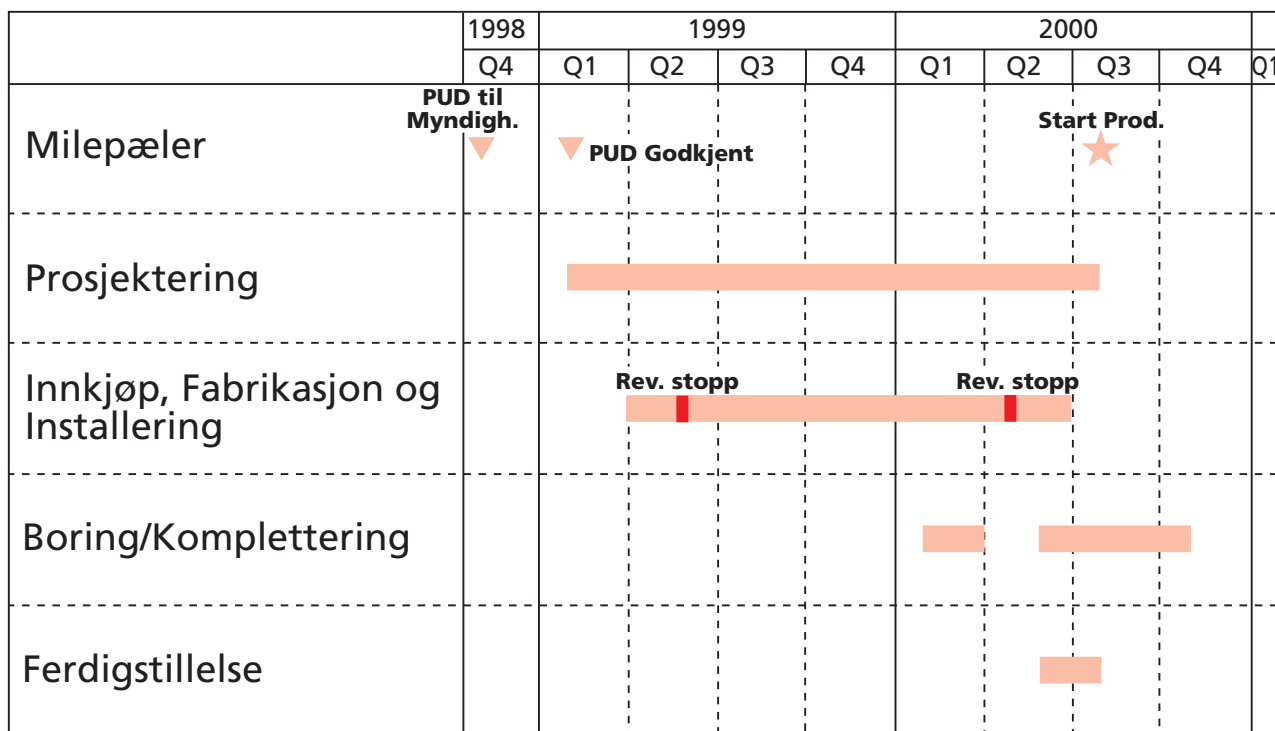 1998 1999 2000
Q4 Q1 Q2 Q3 Q4 Q1 Q2 Q3 Q4 Q1
Milepæler
PUD til
Myndigh.
PUD Godkjent
Start Prod.
Prosjektering
Innkjøp, Fabrikasjon og
Installering
Rev. stopp
Rev. stopp
Boring/Komplettering
Ferdigstillelse